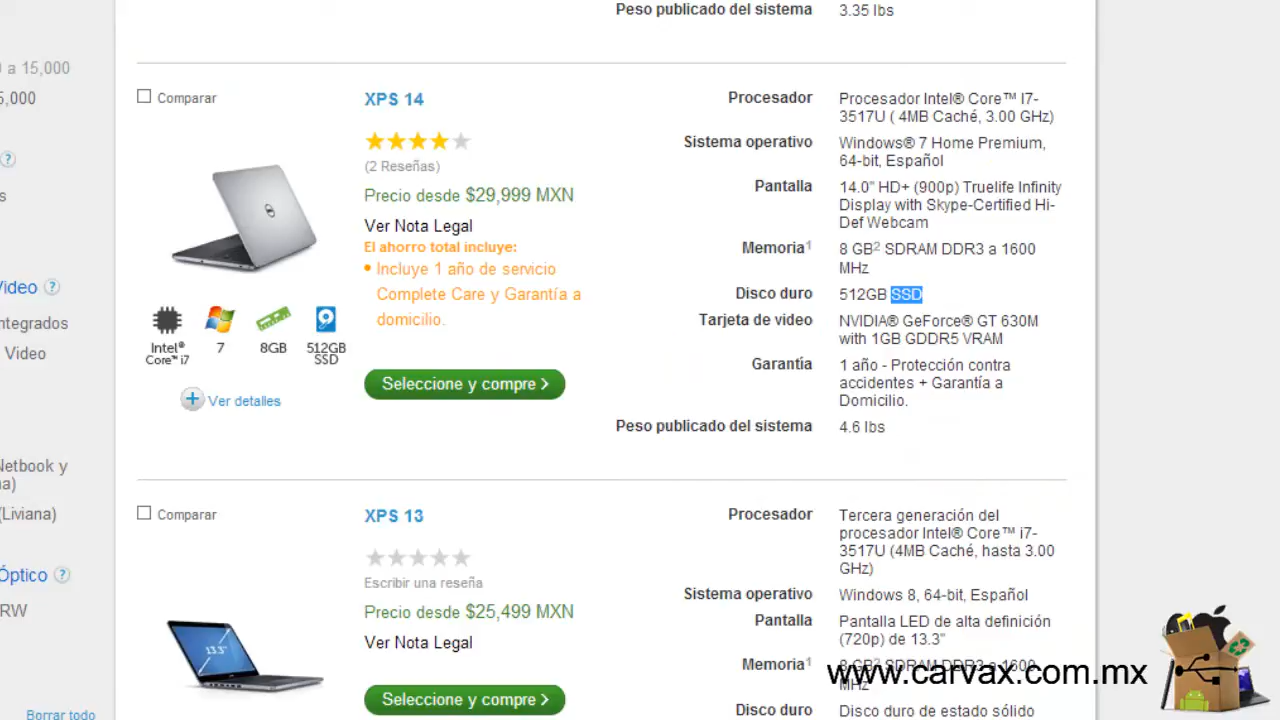 Peso publicado del sistema 3.35 lbs
a 15,000
5,000
?
s
Video ?
ntegrados
Video
Netbook y
a)
(Liviana)
Óptico ?
RW
Borrar todo
Comparar
XPS 14
(2 Reseñas)
Precio desde $29,999 MXN
Ver Nota Legal
El ahorro total incluye:
• Incluye 1 año de servicio
Complete Care y Garantía a
domicilio.
Seleccione y compre >
Intel®
Core™ i7
7
8GB
512GB
SSD
+ Ver detalles
Procesador Procesador Intel® Core™ I7-
3517U ( 4MB Caché, 3.00 GHz)
Sistema operativo Windows® 7 Home Premium,
64-bit, Español
Pantalla 14.0” HD+ (900p) Truelife Infinity
Display with Skype-Certified Hi-
Def Webcam
Memoria¹ 8 GB² SDRAM DDR3 a 1600
MHz
Disco duro 512GB SSD
Tarjeta de video NVIDIA® GeForce® GT 630M
with 1GB GDDR5 VRAM
Garantía 1 año - Protección contra
accidentes + Garantía a
Domicilio.
Peso publicado del sistema 4.6 lbs
Comparar
XPS 13
Escribir una reseña
Precio desde $25,499 MXN
Ver Nota Legal
Seleccione y compre >
13.3"
Procesador Tercera generación del
procesador Intel® Core™ i7-
3517U (4MB Caché, hasta 3.00
GHz)
Sistema operativo Windows 8, 64-bit, Español
Pantalla Pantalla LED de alta definición
(720p) de 13.3”
Memoria¹ 8 GB² SDRAM DDR3 a 1600
MHz
Disco duro Disco duro de estado sólido
www.carvax.com.mx